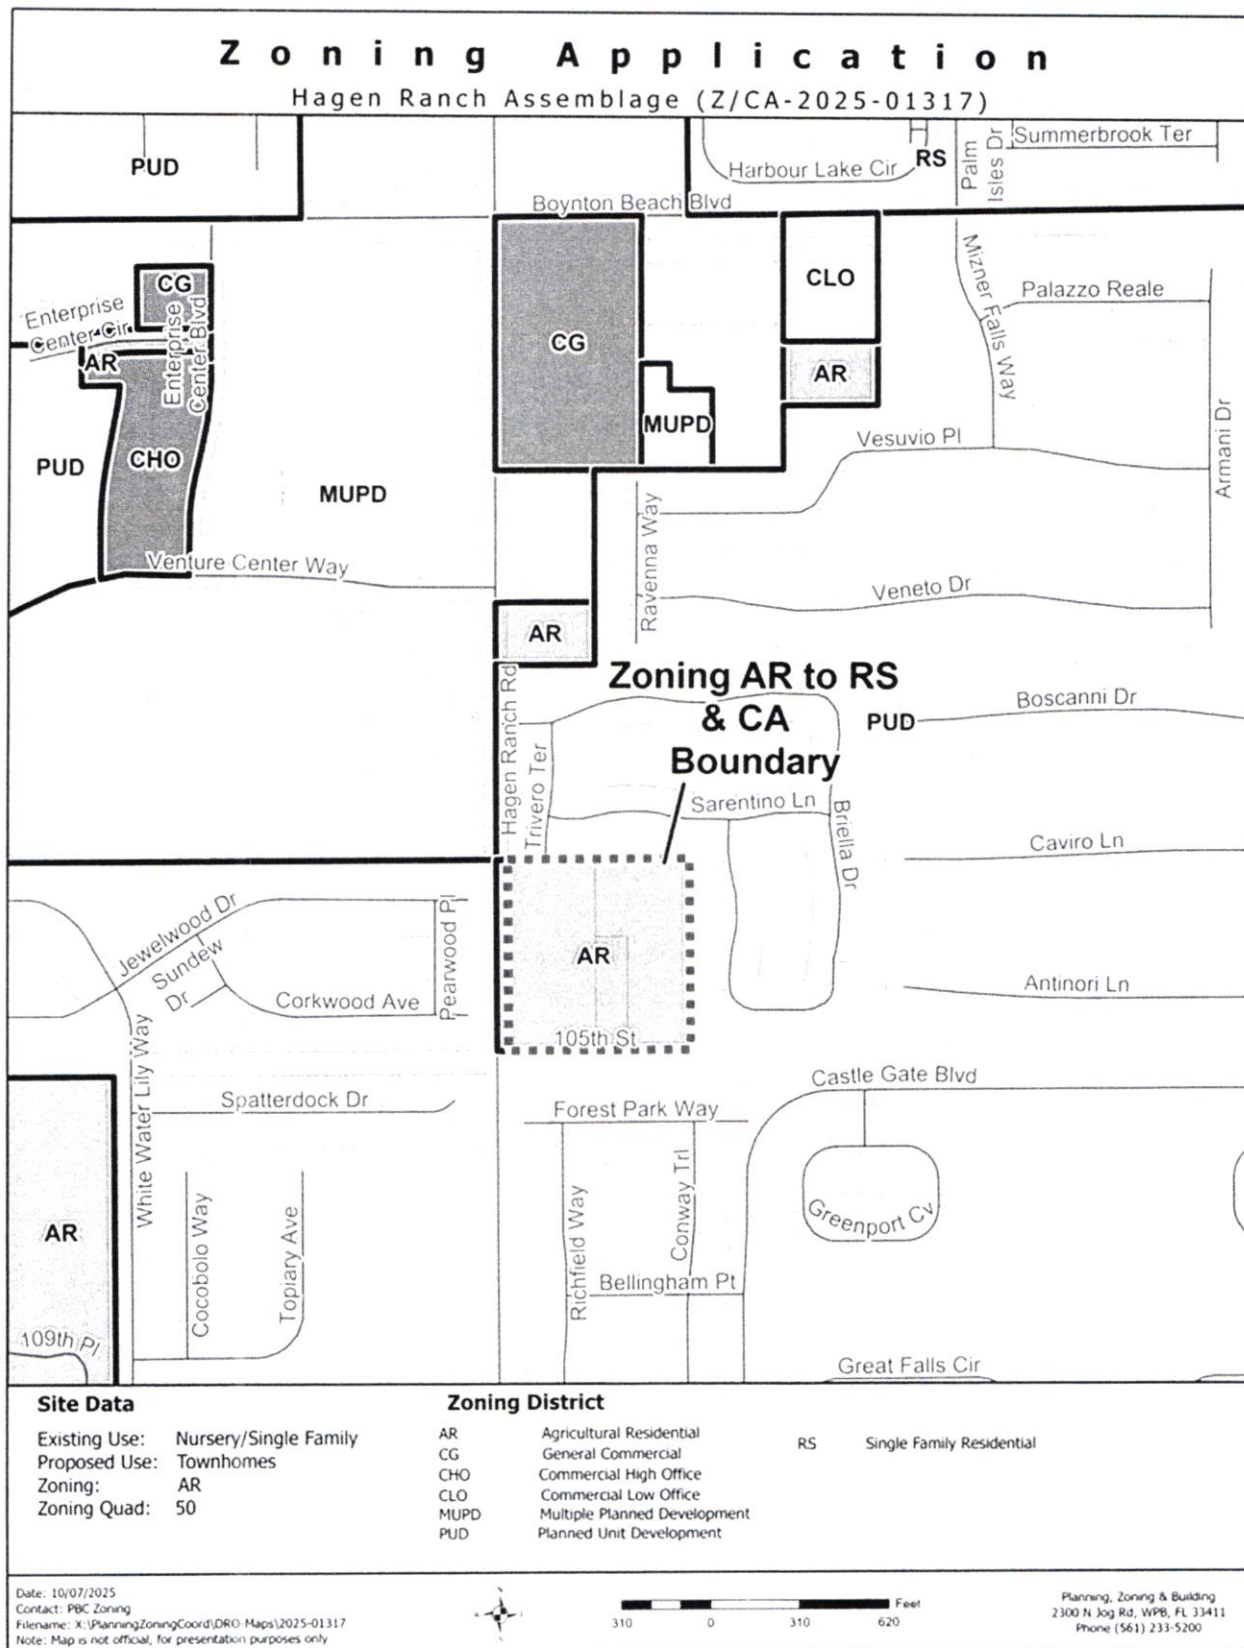 Zoning Application
Hagen Ranch Assemblage (Z/CA-2025-01317)
PUD
Harbour Lake Cir
RS
Palm
Isles Dr
Summerbrook Ter
Boynton Beach Blvd
CG
Enterprise
Center Cir
Enterprise
Center Blvd
AR
CHO
PUD
MUPD
Venture Center Way
CG
MUPD
CLO
AR
Mizner Falls Way
Palazzo Reale
Armani Dr
Vesuvio Pl
Ravenna Way
Veneto Dr
AR
Zoning AR to RS
& CA
Boundary
PUD
Boscanni Dr
Hagen Ranch Rd
Trivero Ter
Sarentino Ln
Briella Dr
Caviro Ln
Jewelwood Dr
Sundew
Dr
Corkwood Ave
Pearwood Pl
AR
105th St
Antinori Ln
White Water Lily Way
Spatterdock Dr
Forest Park Way
Castle Gate Blvd
AR
109th Pl
Cocobolo Way
Topiary Ave
Richfield Way
Conway Trl
Bellingham Pt
Greenport Cv
Great Falls Cir
Site Data
Existing Use: Nursery/Single Family
Proposed Use: Townhomes
Zoning: AR
Zoning Quad: 50
Zoning District
AR Agricultural Residential
CG General Commercial
CHO Commercial High Office
CLO Commercial Low Office
MUPD Multiple Planned Development
PUD Planned Unit Development
RS Single Family Residential
Date: 10/07/2025
Contact: PBC Zoning
Filename: X:\PlanningZoningCoord\DRO Maps\2025-01317
Note: Map is not official, for presentation purposes only
310 0 310 620 Feet
Planning, Zoning & Building
2300 N Jog Rd, WPB, FL 33411
Phone (561) 233-5200